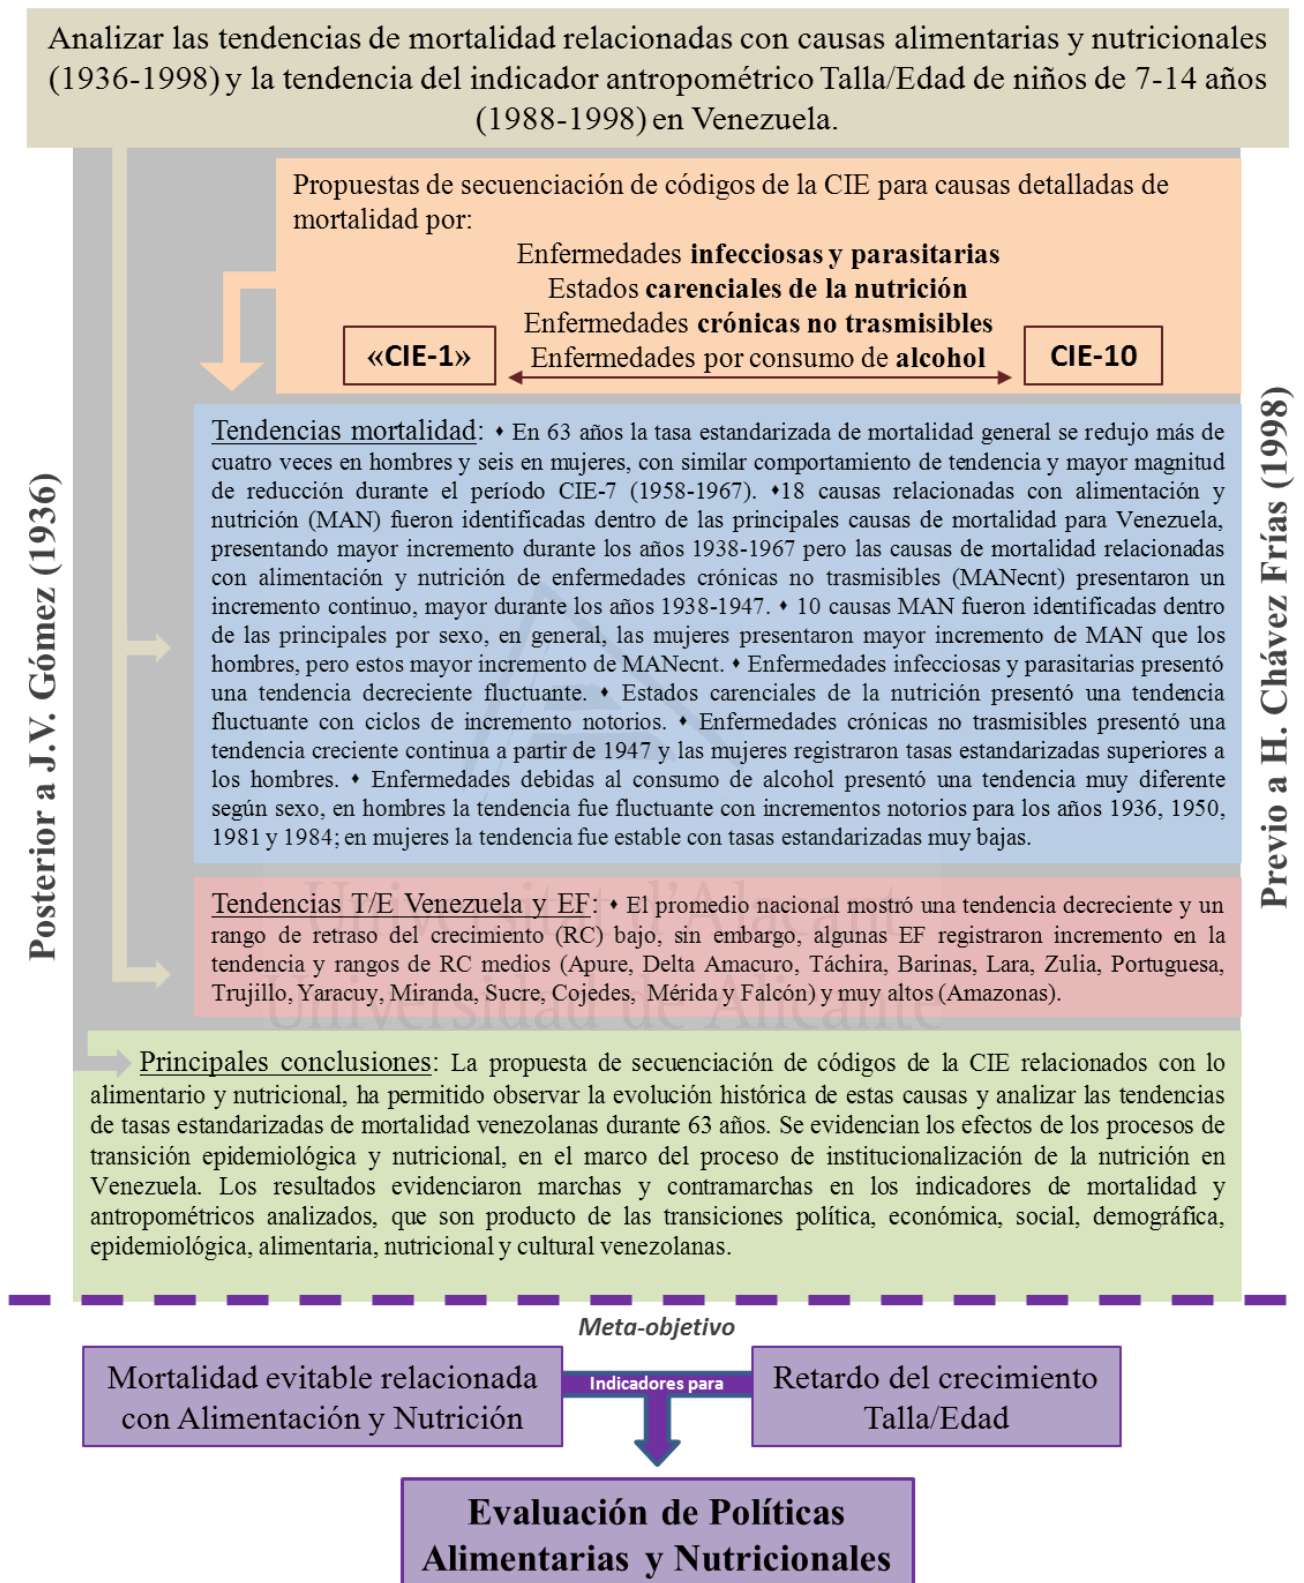 Analizar las tendencias de mortalidad relacionadas con causas alimentarias y nutricionales
(1936-1998) y la tendencia del indicador antropométrico Talla/Edad de niños de 7-14 años
(1988-1998) en Venezuela.
Posterior a J.V. Gómez (1936)
Propuestas de secuenciación de códigos de la CIE para causas detalladas de
mortalidad por:
Enfermedades infecciosas y parasitarias
Estados carenciales de la nutrición
Enfermedades crónicas no trasmisibles
«CIE-1»
Enfermedades por consumo de alcohol
CIE-10
Tendencias mortalidad: ♦ En 63 años la tasa estandarizada de mortalidad general se redujo más de
cuatro veces en hombres y seis en mujeres, con similar comportamiento de tendencia y mayor magnitud
de reducción durante el período CIE-7 (1958-1967). ♦18 causas relacionadas con alimentación y
nutrición (MAN) fueron identificadas dentro de las principales causas de mortalidad para Venezuela,
presentando mayor incremento durante los años 1938-1967 pero las causas de mortalidad relacionadas
con alimentación y nutrición de enfermedades crónicas no trasmisibles (MANecnt) presentaron un
incremento continuo, mayor durante los años 1938-1947. ♦ 10 causas MAN fueron identificadas dentro
de las principales por sexo, en general, las mujeres presentaron mayor incremento de MAN que los
hombres, pero estos mayor incremento de MANecnt. ♦ Enfermedades infecciosas y parasitarias presentó
una tendencia decreciente fluctuante. ♦ Estados carenciales de la nutrición presentó una tendencia
fluctuante con ciclos de incremento notorios. ♦ Enfermedades crónicas no trasmisibles presentó una
tendencia creciente continua a partir de 1947 y las mujeres registraron tasas estandarizadas superiores a
los hombres. ♦ Enfermedades debidas al consumo de alcohol presentó una tendencia muy diferente
según sexo, en hombres la tendencia fue fluctuante con incrementos notorios para los años 1936, 1950,
1981 y 1984; en mujeres la tendencia fue estable con tasas estandarizadas muy bajas.
Previo a H. Chávez Frías (1998)
Tendencias T/E Venezuela y EF: ♦ El promedio nacional mostró una tendencia decreciente y un
rango de retraso del crecimiento (RC) bajo, sin embargo, algunas EF registraron incremento en la
tendencia y rangos de RC medios (Apure, Delta Amacuro, Táchira, Barinas, Lara, Zulia, Portuguesa,
Trujillo, Yaracuy, Miranda, Sucre, Cojedes, Mérida y Falcón) y muy altos (Amazonas).
Universitat d'Alacant
Universidad de Alicante
Principales conclusiones: La propuesta de secuenciación de códigos de la CIE relacionados con lo
alimentario y nutricional, ha permitido observar la evolución histórica de estas causas y analizar las tendencias
de tasas estandarizadas de mortalidad venezolanas durante 63 años. Se evidencian los efectos de los procesos de
transición epidemiológica y nutricional, en el marco del proceso de institucionalización de la nutrición en
Venezuela. Los resultados evidenciaron marchas y contramarchas en los indicadores de mortalidad y
antropométricos analizados, que son producto de las transiciones política, económica, social, demográfica,
epidemiológica, alimentaria, nutricional y cultural venezolanas.
Meta-objetivo
Mortalidad evitable relacionada
con Alimentación y Nutrición
Indicadores para
Retardo del crecimiento
Talla/Edad
Evaluación de Políticas
Alimentarias y Nutricionales